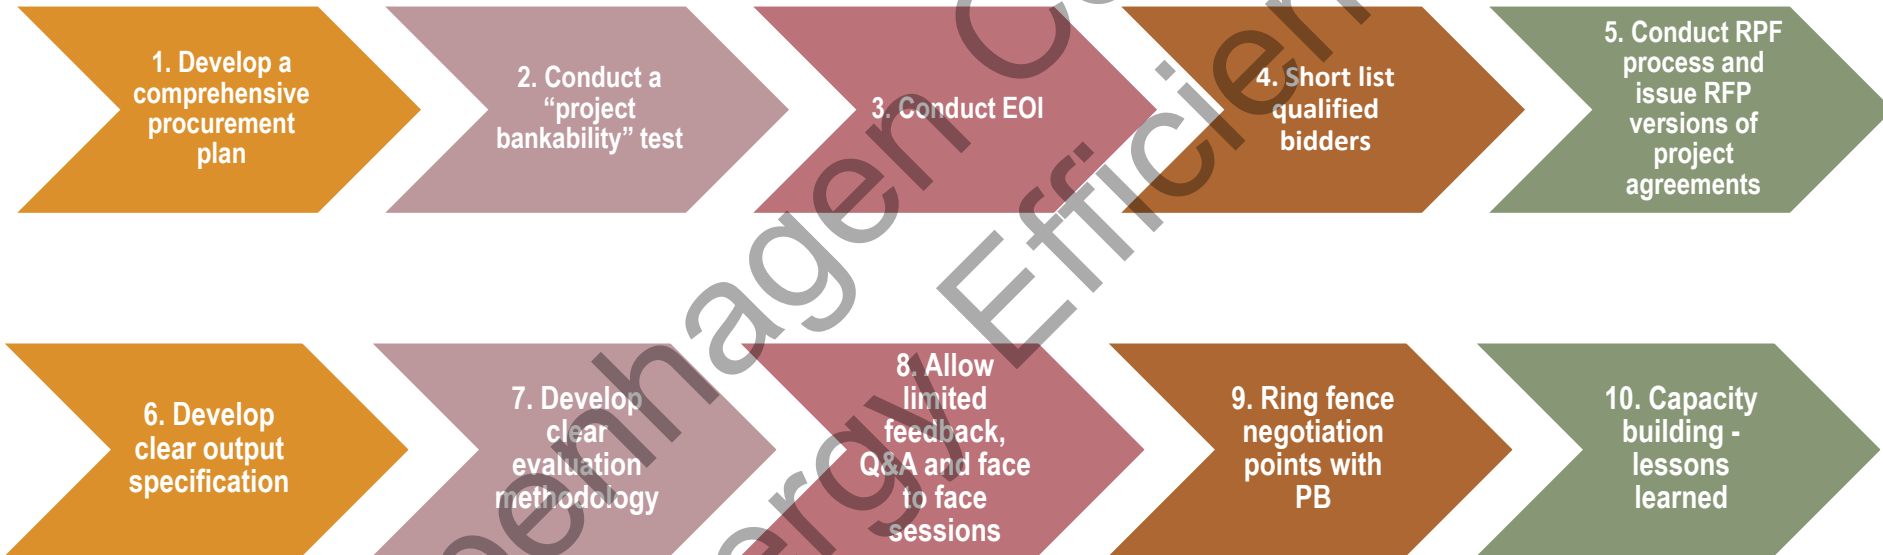 1. Develop a
comprehensive
procurement
plan
2. Conduct a
“project
bankability” test
3. Conduct EOI
4. Short list
qualified
bidders
5. Conduct RPF
process and
issue RFP
versions of
project
agreements
6. Develop
clear output
specification
7. Develop
clear
evaluation
methodology
8. Allow
limited
feedback,
Q&A and face
to face
sessions
9. Ring fence
negotiation
points with
PB
10. Capacity
building -
lessons
learned